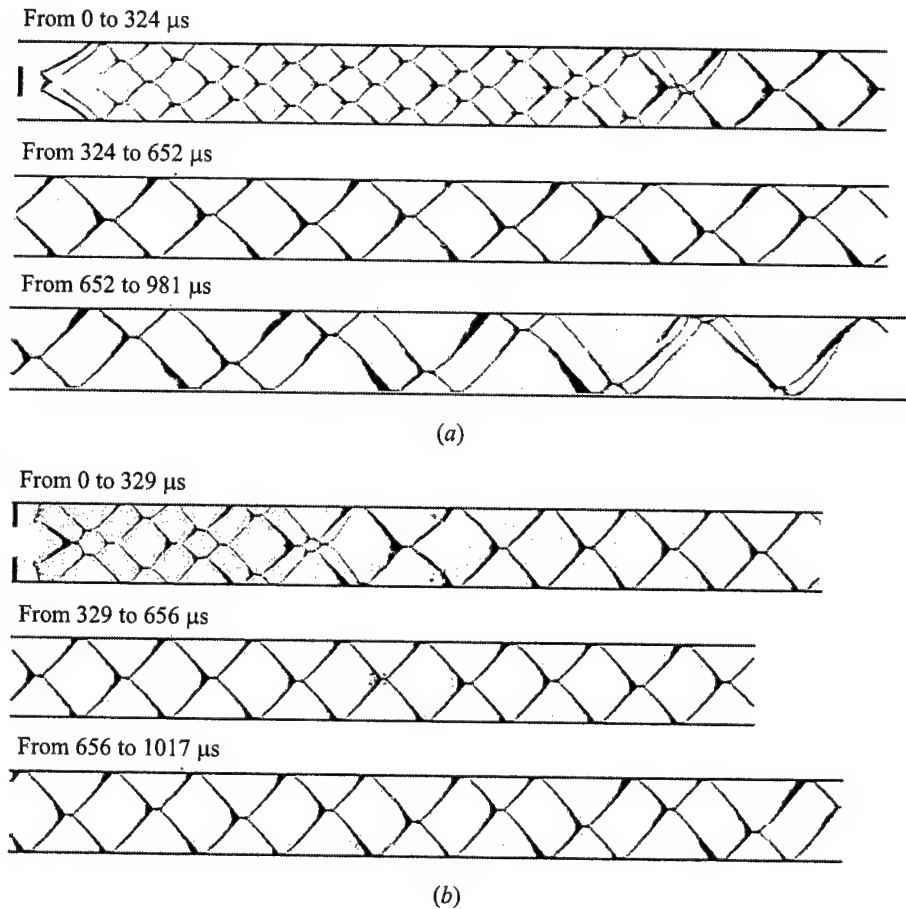 From 0 to 324 μs
From 324 to 652 μs
From 652 to 981 μs
(a)
From 0 to 329 μs
From 329 to 656 μs
From 656 to 1017 μs
(b)